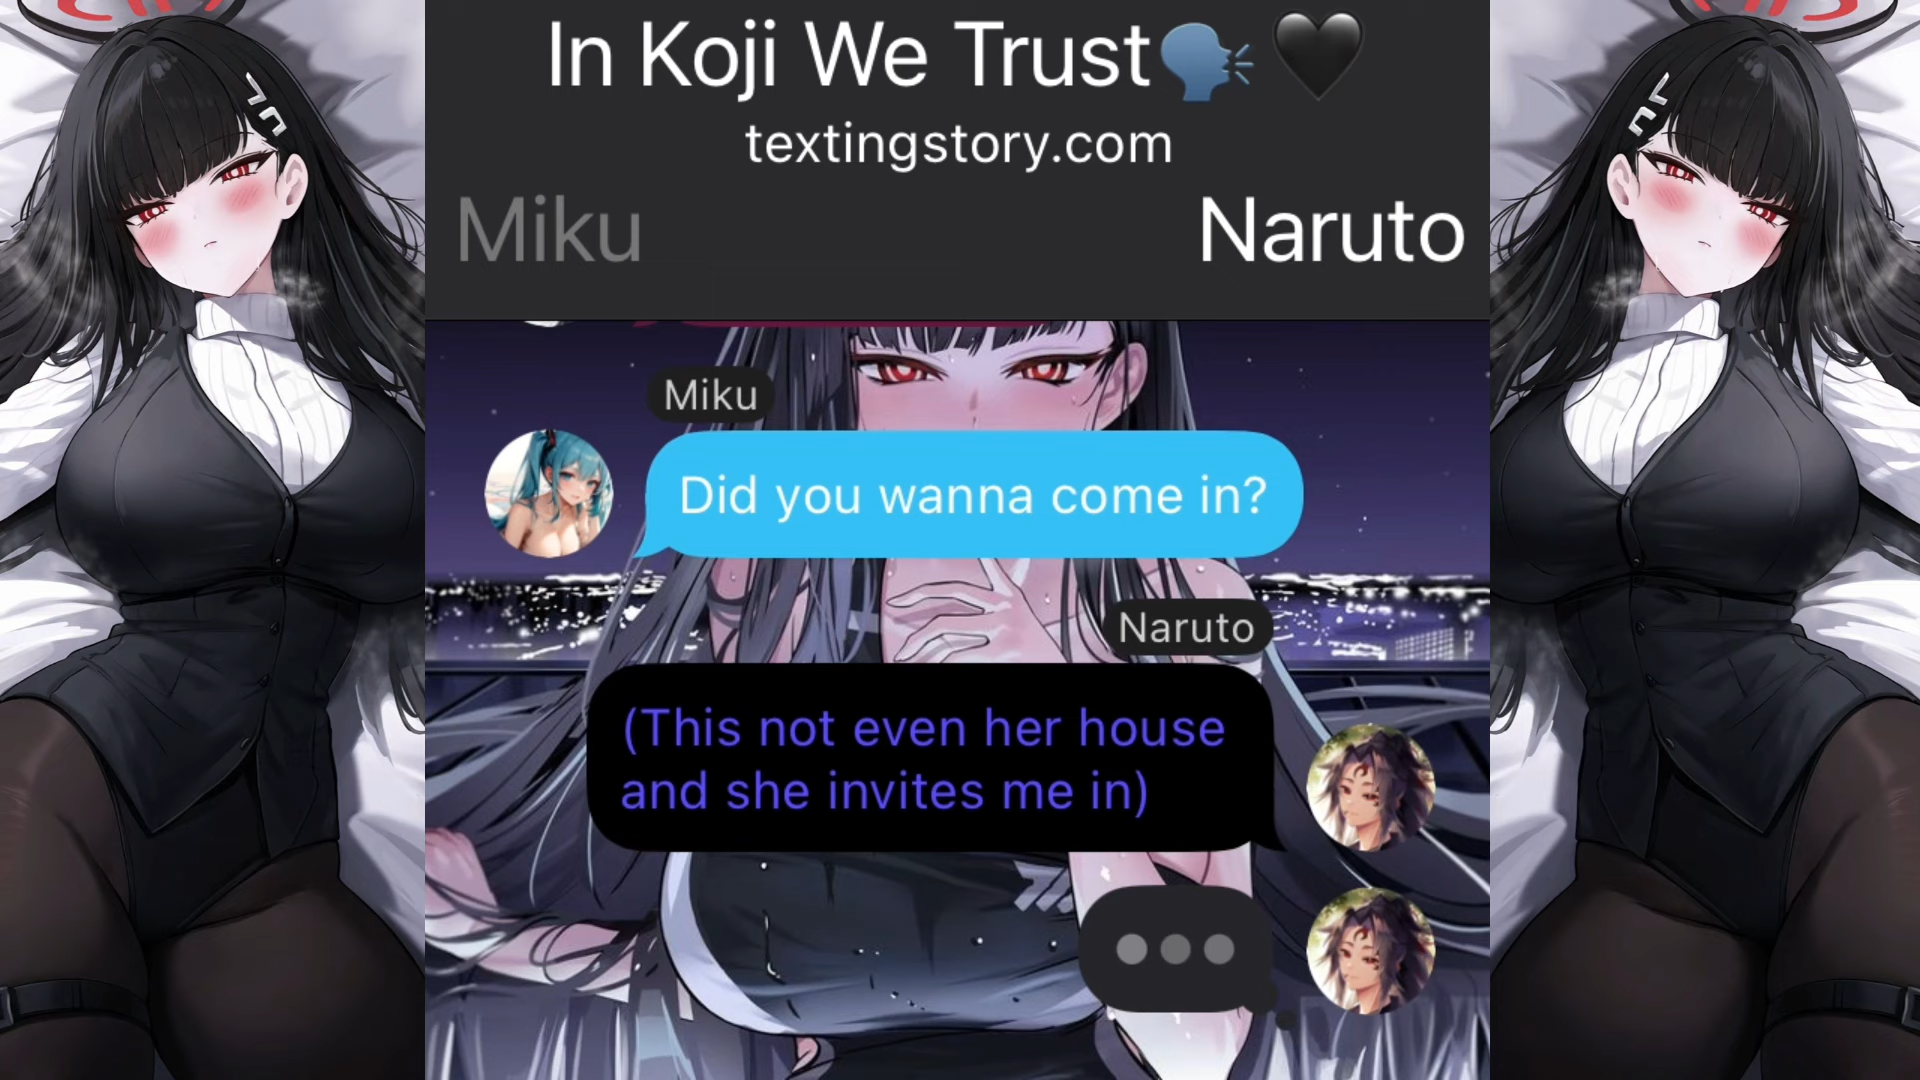 In Koji We Trust🗣️🖤
textingstory.com
Miku
Naruto
Miku
Did you wanna come in?
Naruto
(This not even her house
and she invites me in)